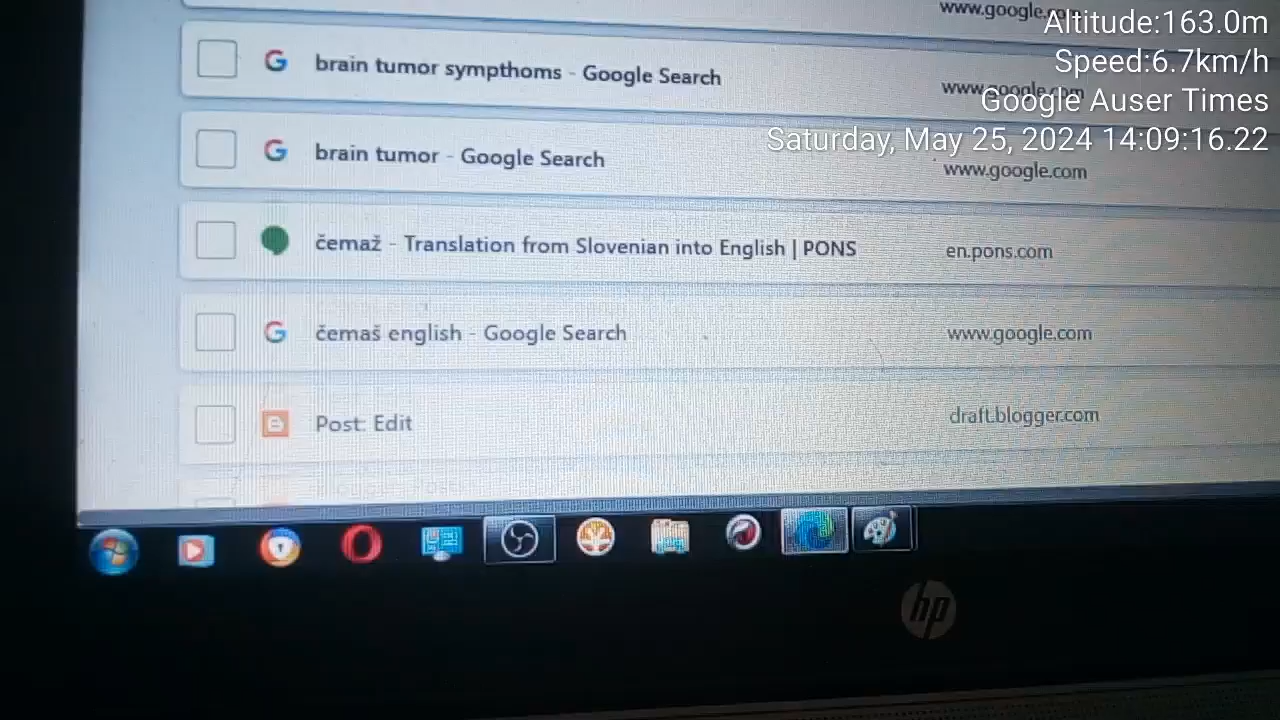 www.google.com
Altitude:163.0m
brain tumor sympthoms - Google Search
Speed:6.7km/h
www.google.com
Google Auser Times
Saturday, May 25, 2024 14:09:16.22
brain tumor - Google Search
www.google.com
čemaž - Translation from Slovenian into English | PONS
en.pons.com
čemaš english - Google Search
www.google.com
Post: Edit
draft.blogger.com
hp